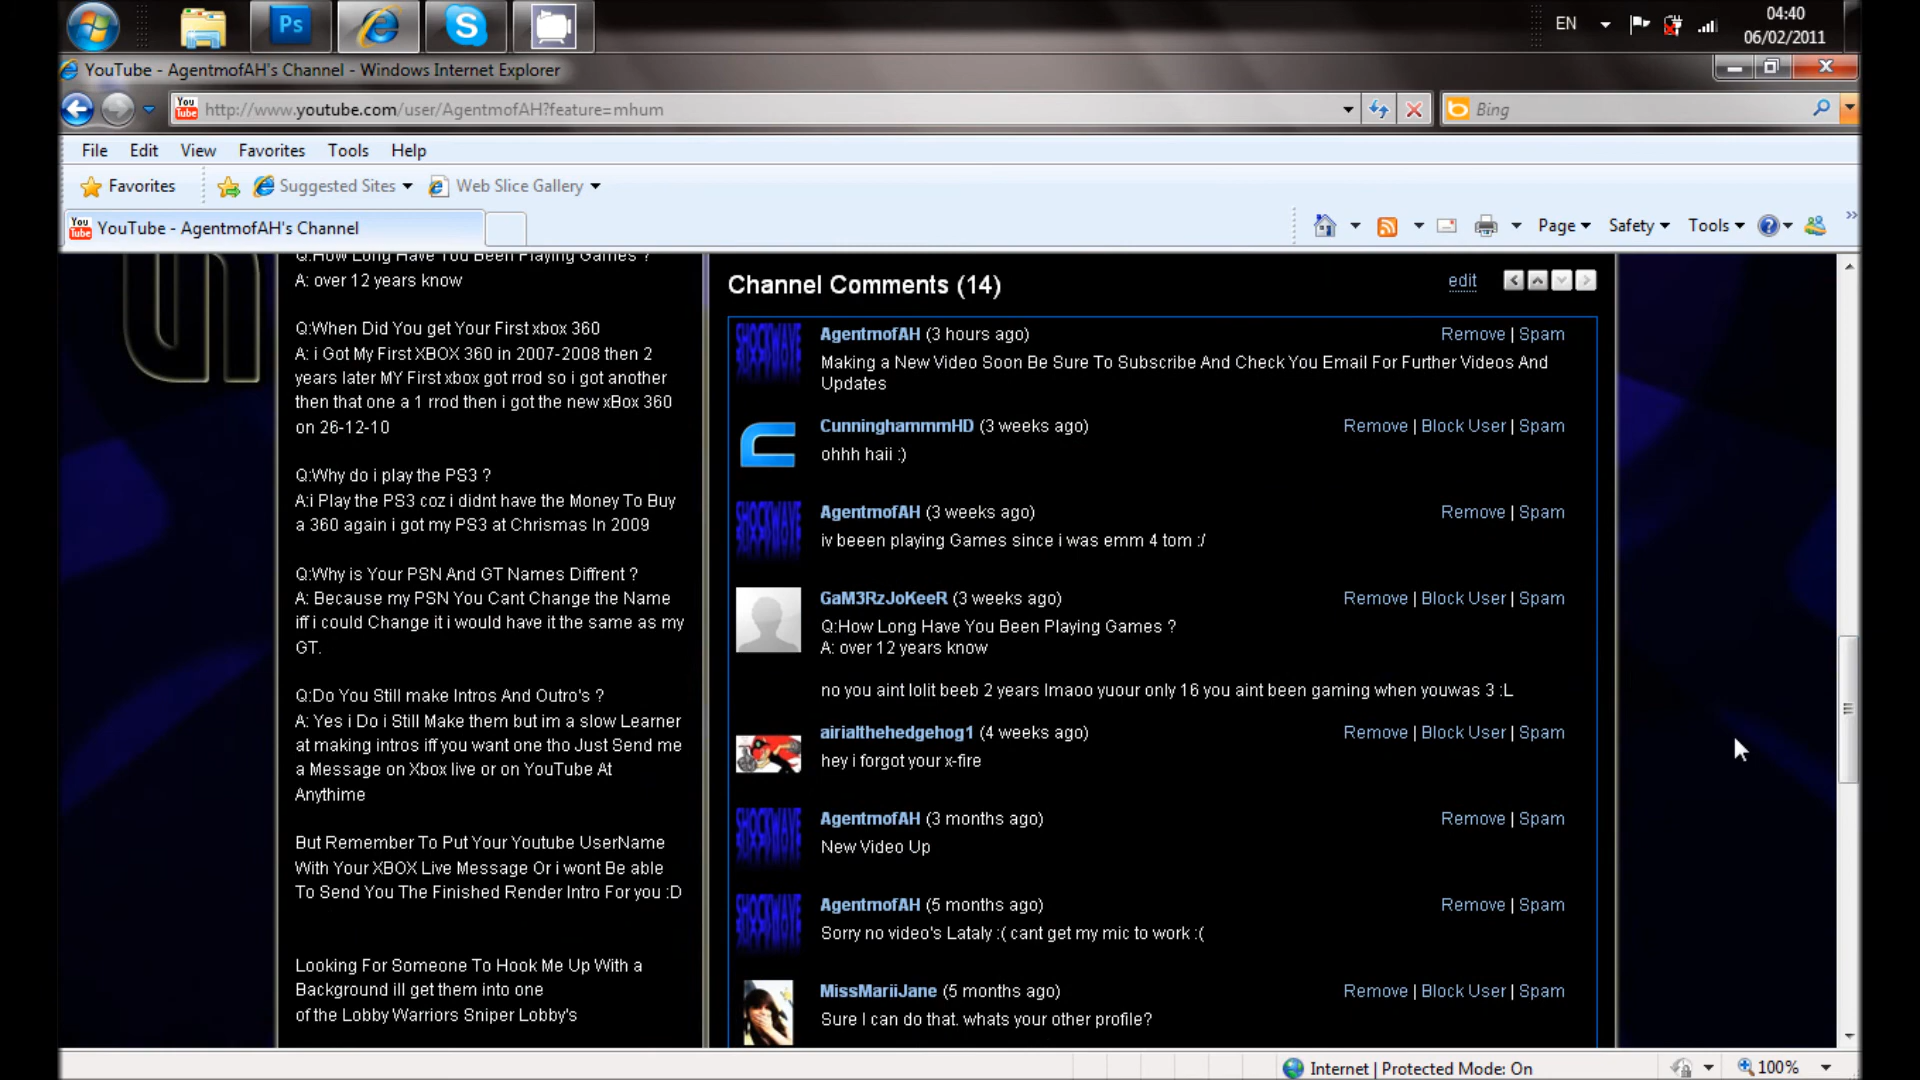 Ps
EN
04:40
06/02/2011
YouTube - AgentmofAH's Channel - Windows Internet Explorer
You Tube
http://www.youtube.com/user/AgentmofAH?feature=mhum
Bing
File Edit View Favorites Tools Help
Favorites
Suggested Sites
Web Slice Gallery
You Tube
YouTube - AgentmofAH's Channel
Page
Safety
Tools
Q:How Long Have You Been Playing Games ?
A: over 12 years know
Q:When Did You get Your First xbox 360
A: i Got My First XBOX 360 in 2007-2008 then 2
years later MY First xbox got rrod so i got another
then that one a 1 rrod then i got the new xBox 360
on 26-12-10
Q:Why do i play the PS3 ?
A:i Play the PS3 coz i didnt have the Money To Buy
a 360 again i got my PS3 at Chrismas In 2009
Q:Why is Your PSN And GT Names Diffrent ?
A: Because my PSN You Cant Change the Name
iff i could Change it i would have it the same as my
GT.
Q:Do You Still make Intros And Outro's ?
A: Yes i Do i Still Make them but im a slow Learner
at making intros iff you want one tho Just Send me
a Message on Xbox live or on YouTube At
Anythime
But Remember To Put Your Youtube UserName
With Your XBOX Live Message Or i wont Be able
To Send You The Finished Render Intro For you :D
Looking For Someone To Hook Me Up With a
Background ill get them into one
of the Lobby Warriors Sniper Lobby's
Channel Comments (14)
edit
SHOCKWAVE
AgentmofAH (3 hours ago)
Remove | Spam
Making a New Video Soon Be Sure To Subscribe And Check You Email For Further Videos And
Updates
CunninghammmHD (3 weeks ago)
Remove | Block User | Spam
ohhh haii :)
SHOCKWAVE
AgentmofAH (3 weeks ago)
Remove | Spam
iv beeen playing Games since i was emm 4 tom :/
GaM3RzJoKeeR (3 weeks ago)
Remove | Block User | Spam
Q:How Long Have You Been Playing Games ?
A: over 12 years know
no you aint lolit beeb 2 years lmaoo yuour only 16 you aint been gaming when youwas 3 :L
airialthehedgehog1 (4 weeks ago)
Remove | Block User | Spam
hey i forgot your x-fire
SHOCKWAVE
AgentmofAH (3 months ago)
Remove | Spam
New Video Up
SHOCKWAVE
AgentmofAH (5 months ago)
Remove | Spam
Sorry no video's Lataly :( cant get my mic to work :(
MissMariiJane (5 months ago)
Remove | Block User | Spam
Sure I can do that. whats your other profile?
Internet | Protected Mode: On
100%